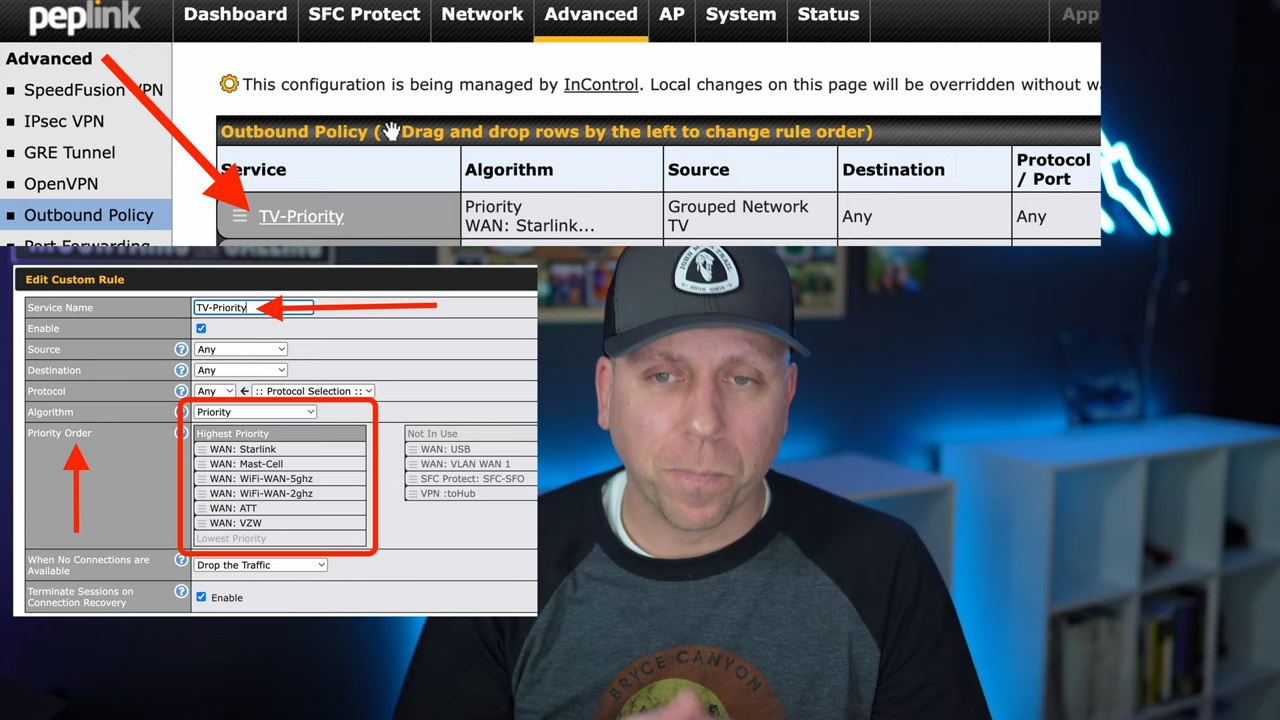 peplink
Dashboard SFC Protect Network Advanced AP System Status App
Advanced
SpeedFusion VPN
IPsec VPN
GRE Tunnel
OpenVPN
Outbound Policy
Port Forwarding
This configuration is being managed by InControl. Local changes on this page will be overridden without
Outbound Policy (Drag and drop rows by the left to change rule order)
Service Algorithm Source Destination Protocol / Port
TV-Priority Priority Grouped Network Any Any
WAN: Starlink... TV
Edit Custom Rule
Service Name TV-Priority
Enable
Source ? Any
Destination ? Any
Protocol ? Any ← :: Protocol Selection ::
Algorithm ? Priority
Priority Order ? Highest Priority Not In Use
WAN: Starlink WAN: USB
WAN: Mast-Cell WAN: VLAN WAN 1
WAN: WiFi-WAN-5ghz SFC Protect: SFC-SFO
WAN: WiFi-WAN-2ghz VPN :toHub
WAN: ATT
WAN: VZW
Lowest Priority
When No Connections are Available ? Drop the Traffic
Terminate Sessions on Connection Recovery ? Enable
JOHN MUIR TRAIL
BRYCE CANYON